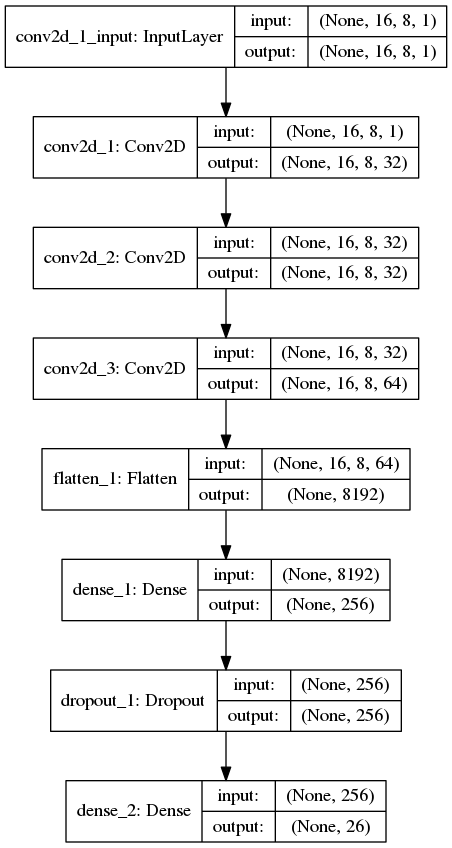 conv2d_1_input: InputLayer
input: (None, 16, 8, 1)
output: (None, 16, 8, 1)
conv2d_1: Conv2D
input: (None, 16, 8, 1)
output: (None, 16, 8, 32)
conv2d_2: Conv2D
input: (None, 16, 8, 32)
output: (None, 16, 8, 32)
conv2d_3: Conv2D
input: (None, 16, 8, 32)
output: (None, 16, 8, 64)
flatten_1: Flatten
input: (None, 16, 8, 64)
output: (None, 8192)
dense_1: Dense
input: (None, 8192)
output: (None, 256)
dropout_1: Dropout
input: (None, 256)
output: (None, 256)
dense_2: Dense
input: (None, 256)
output: (None, 26)